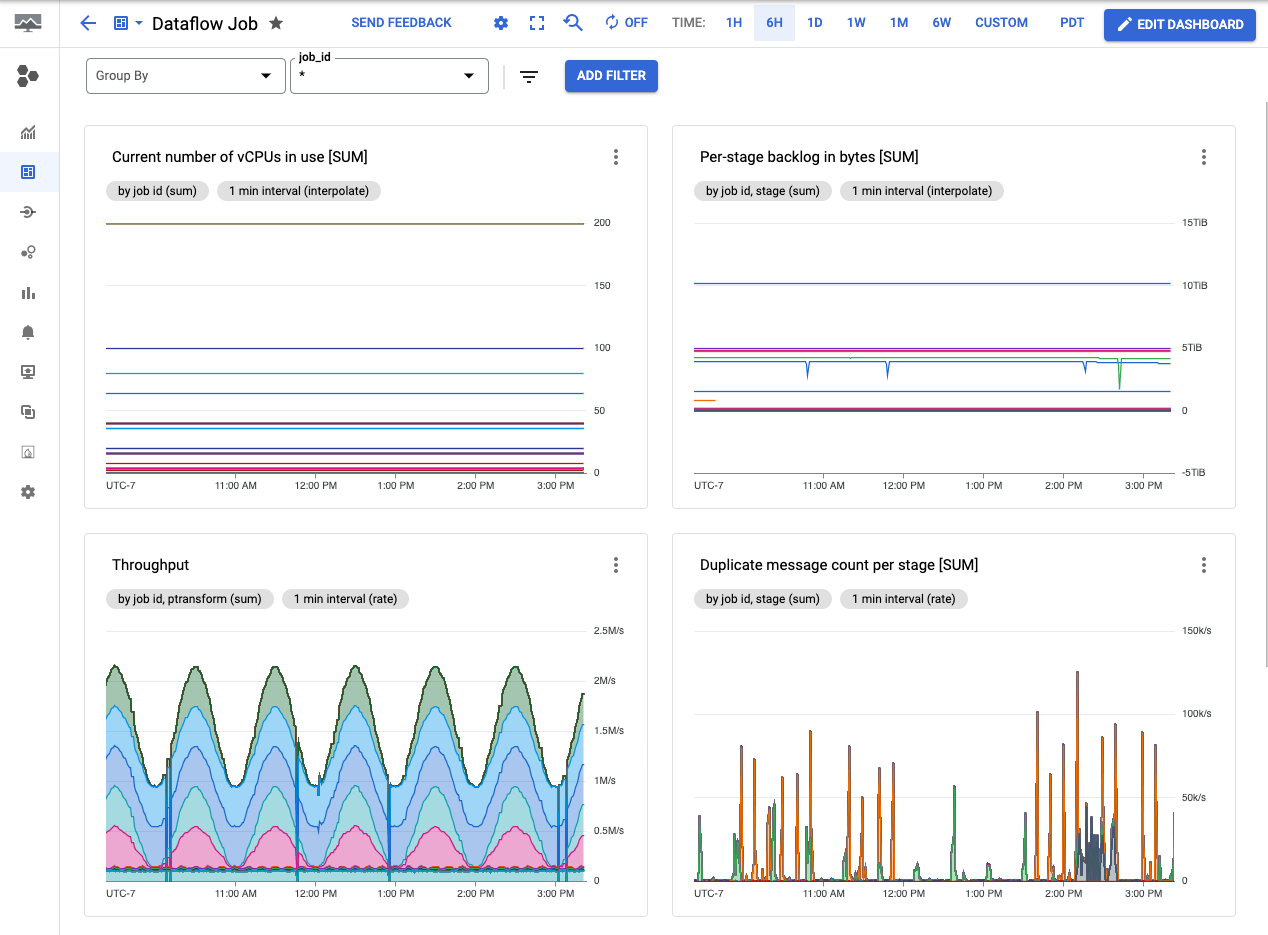 Dataflow Job SEND FEEDBACK OFF TIME: 1H 6H 1D 1W 1M 6W CUSTOM PDT EDIT DASHBOARD
Group By
job_id
*
ADD FILTER
Current number of vCPUs in use [SUM]
by job id (sum) 1 min interval (interpolate)
200
150
100
50
0
UTC-7 11:00 AM 12:00 PM 1:00 PM 2:00 PM 3:00 PM
Per-stage backlog in bytes [SUM]
by job id, stage (sum) 1 min interval (interpolate)
15TiB
10TiB
5TiB
0
-5TiB
UTC-7 11:00 AM 12:00 PM 1:00 PM 2:00 PM 3:00 PM
Throughput
by job id, ptransform (sum) 1 min interval (rate)
2.5M/s
2M/s
1.5M/s
1M/s
0.5M/s
0
UTC-7 11:00 AM 12:00 PM 1:00 PM 2:00 PM 3:00 PM
Duplicate message count per stage [SUM]
by job id, stage (sum) 1 min interval (rate)
150k/s
100k/s
50k/s
0
UTC-7 11:00 AM 12:00 PM 1:00 PM 2:00 PM 3:00 PM